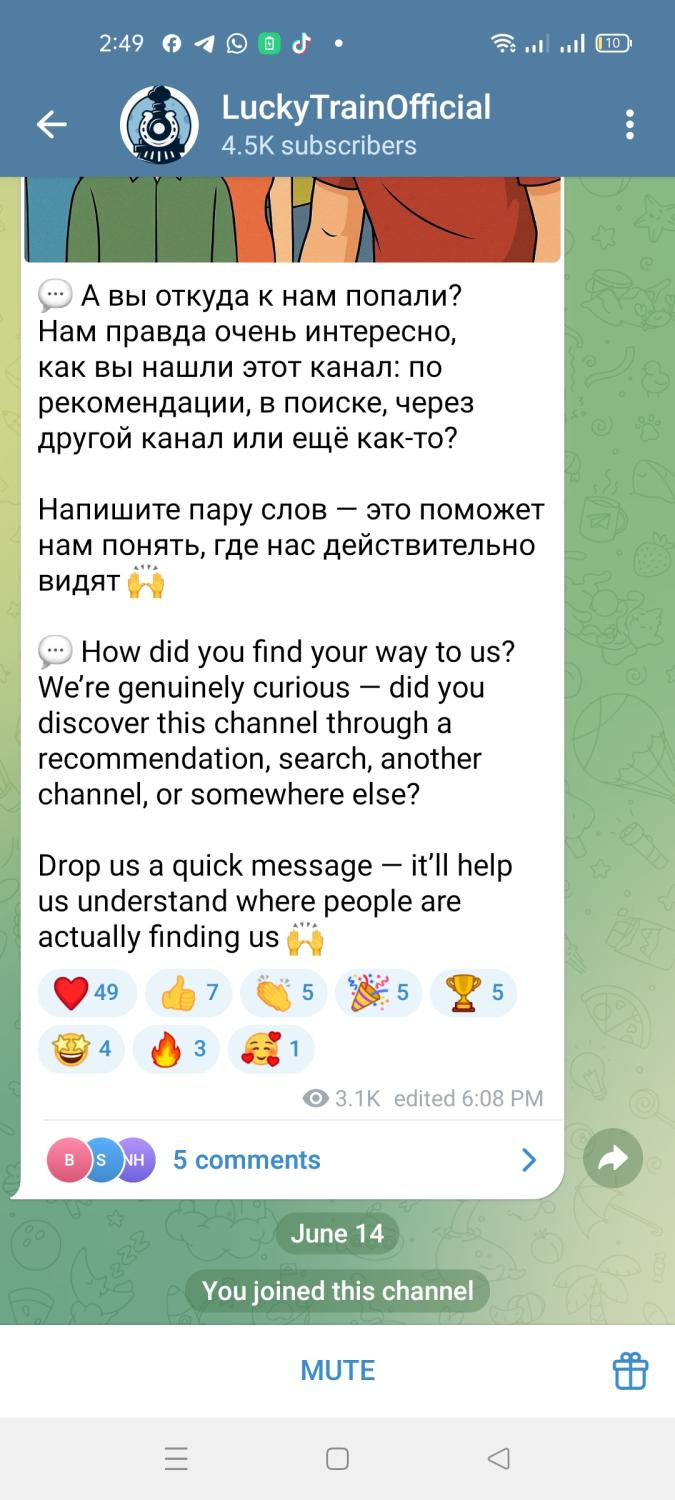 2:49
10
LuckyTrainOfficial
4.5K subscribers
💬 А вы откуда к нам попали?
Нам правда очень интересно,
как вы нашли этот канал: по
рекомендации, в поиске, через
другой канал или ещё как-то?
Напишите пару слов — это поможет
нам понять, где нас действительно
видят 🙌
💬 How did you find your way to us?
We’re genuinely curious — did you
discover this channel through a
recommendation, search, another
channel, or somewhere else?
Drop us a quick message — it’ll help
us understand where people are
actually finding us 🙌
❤️ 49 👍 7 👏 5 🎉 5 🏆 5
🤩 4 🔥 3 🥰 1
3.1K edited 6:08 PM
B S NH 5 comments
June 14
You joined this channel
MUTE